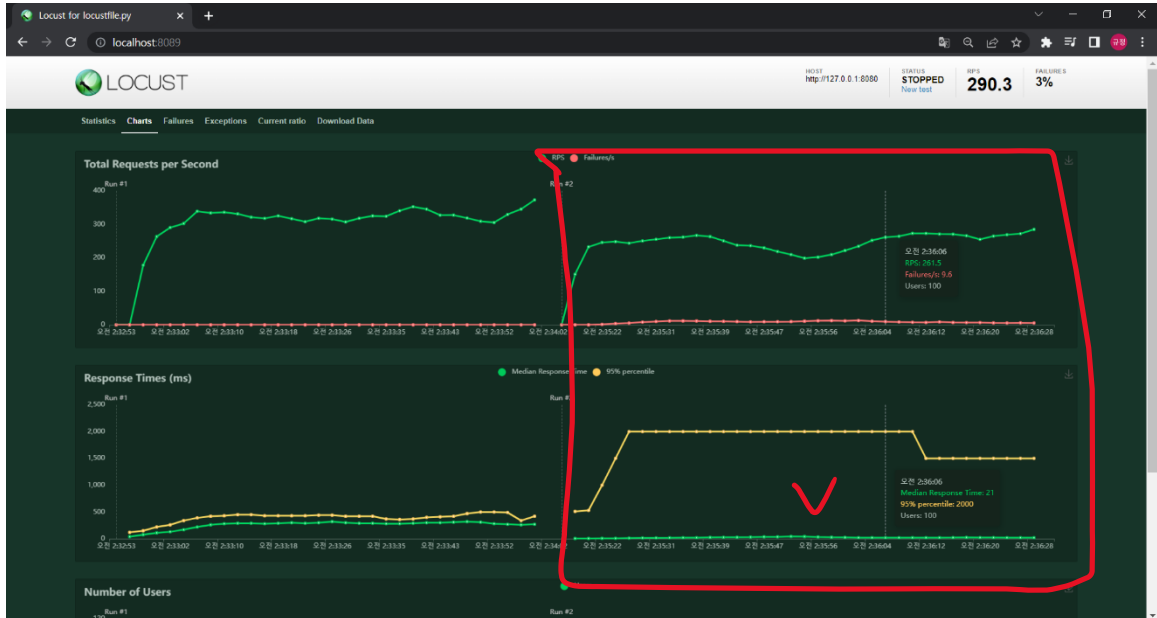 Locust for locustfile.py
localhost:8089
규정
LOCUST
HOST
http://127.0.0.1:8080
STATUS
STOPPED
New test
RPS
290.3
FAILURES
3%
Statistics Charts Failures Exceptions Current ratio Download Data
Total Requests per Second
RPS Failures/s
Run #1
Run #2
400
300
200
100
0
오전 2:36:06
RPS: 261.5
Failures/s: 9.6
Users: 100
오전 2:32:53 오전 2:33:02 오전 2:33:10 오전 2:33:18 오전 2:33:26 오전 2:33:35 오전 2:33:43 오전 2:33:52 오전 2:34:02 오전 2:35:22 오전 2:35:31 오전 2:35:39 오전 2:35:47 오전 2:35:56 오전 2:36:04 오전 2:36:12 오전 2:36:20 오전 2:36:28
Response Times (ms)
Median Response Time 95% percentile
Run #1
Run #
2,500
2,000
1,500
1,000
500
0
오전 2:36:06
Median Response Time: 21
95% percentile: 2000
Users: 100
오전 2:32:53 오전 2:33:02 오전 2:33:10 오전 2:33:18 오전 2:33:26 오전 2:33:35 오전 2:33:43 오전 2:33:52 오전 2:35:22 오전 2:35:31 오전 2:35:39 오전 2:35:47 오전 2:35:56 오전 2:36:04 오전 2:36:12 오전 2:36:20 오전 2:36:28
Number of Users
Run #1
Run #2